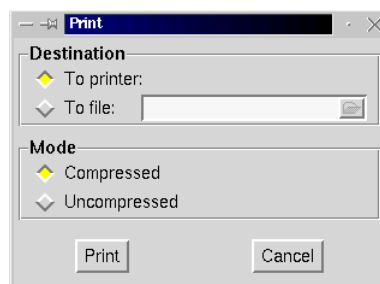 Print
Destination
To printer:
To file:
Mode
Compressed
Uncompressed
Print
Cancel